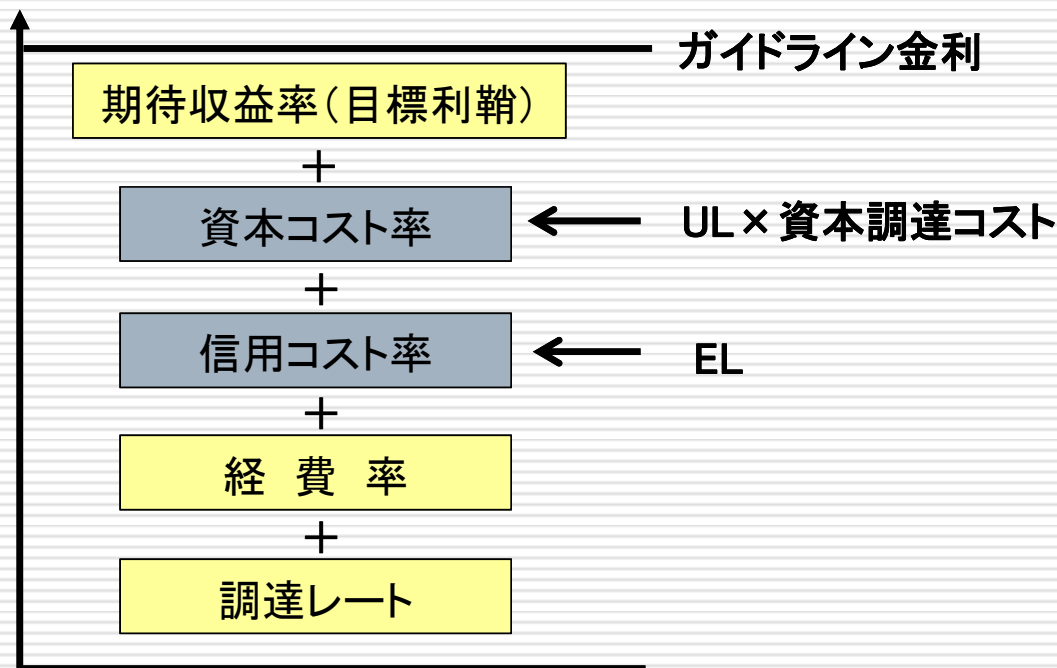 ガイドライン金利
期待収益率(目標利鞘)
+
資本コスト率
UL×資本調達コスト
+
信用コスト率
EL
+
経 費 率
+
調達レート